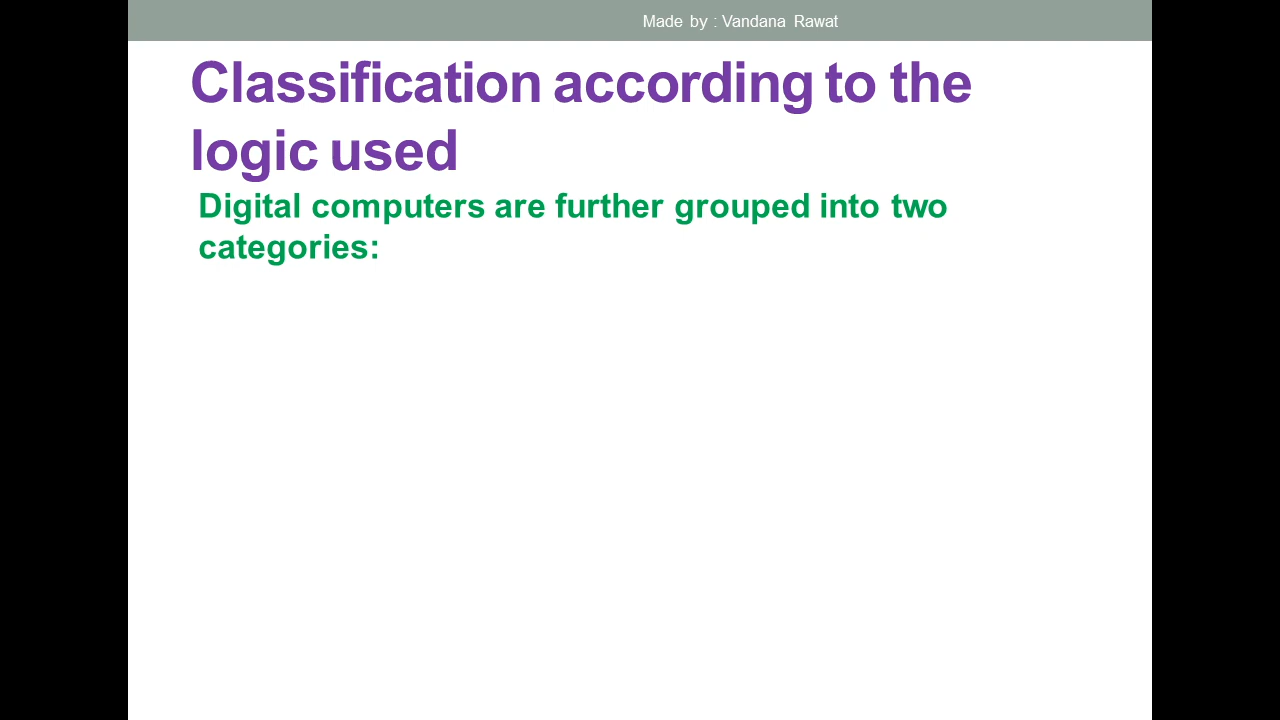 Made by : Vandana Rawat
Classification according to the
logic used
Digital computers are further grouped into two
categories: